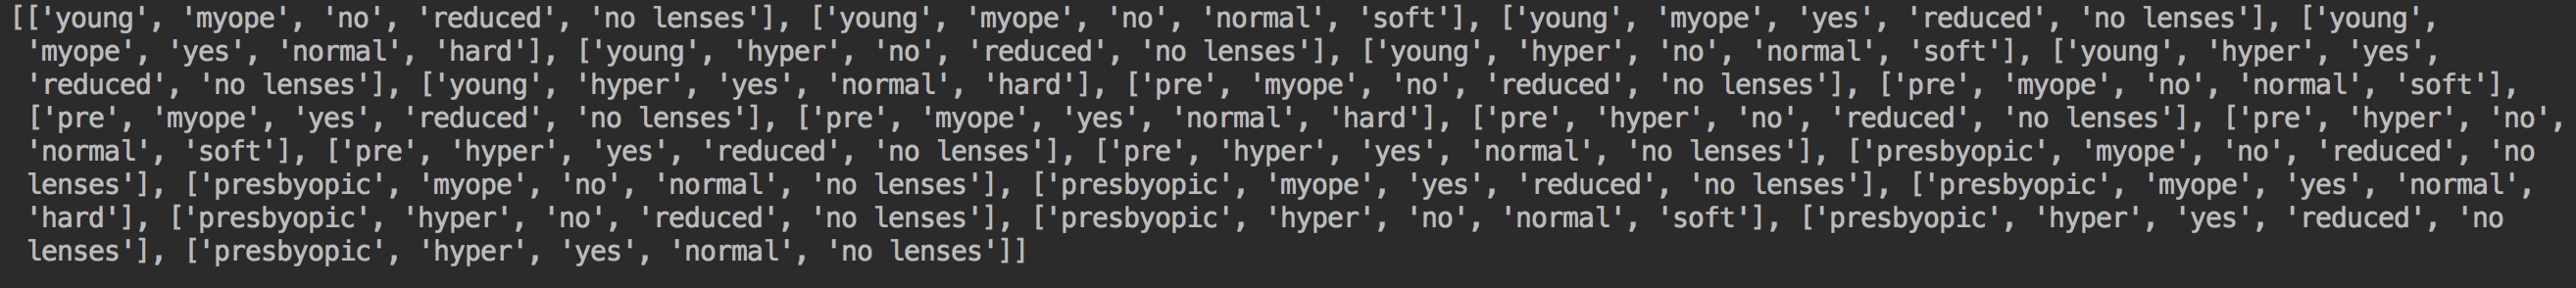 [['young', 'myope', 'no', 'reduced', 'no lenses'], ['young', 'myope', 'no', 'normal', 'soft'], ['young', 'myope', 'yes', 'reduced', 'no lenses'], ['young',
'myope', 'yes', 'normal', 'hard'], ['young', 'hyper', 'no', 'reduced', 'no lenses'], ['young', 'hyper', 'no', 'normal', 'soft'], ['young', 'hyper', 'yes',
'reduced', 'no lenses'], ['young', 'hyper', 'yes', 'normal', 'hard'], ['pre', 'myope', 'no', 'reduced', 'no lenses'], ['pre', 'myope', 'no', 'normal', 'soft'],
['pre', 'myope', 'yes', 'reduced', 'no lenses'], ['pre', 'myope', 'yes', 'normal', 'hard'], ['pre', 'hyper', 'no', 'reduced', 'no lenses'], ['pre', 'hyper', 'no',
'normal', 'soft'], ['pre', 'hyper', 'yes', 'reduced', 'no lenses'], ['pre', 'hyper', 'yes', 'normal', 'no lenses'], ['presbyopic', 'myope', 'no', 'reduced', 'no
lenses'], ['presbyopic', 'myope', 'no', 'normal', 'no lenses'], ['presbyopic', 'myope', 'yes', 'reduced', 'no lenses'], ['presbyopic', 'myope', 'yes', 'normal',
'hard'], ['presbyopic', 'hyper', 'no', 'reduced', 'no lenses'], ['presbyopic', 'hyper', 'no', 'normal', 'soft'], ['presbyopic', 'hyper', 'yes', 'reduced', 'no
lenses'], ['presbyopic', 'hyper', 'yes', 'normal', 'no lenses']]